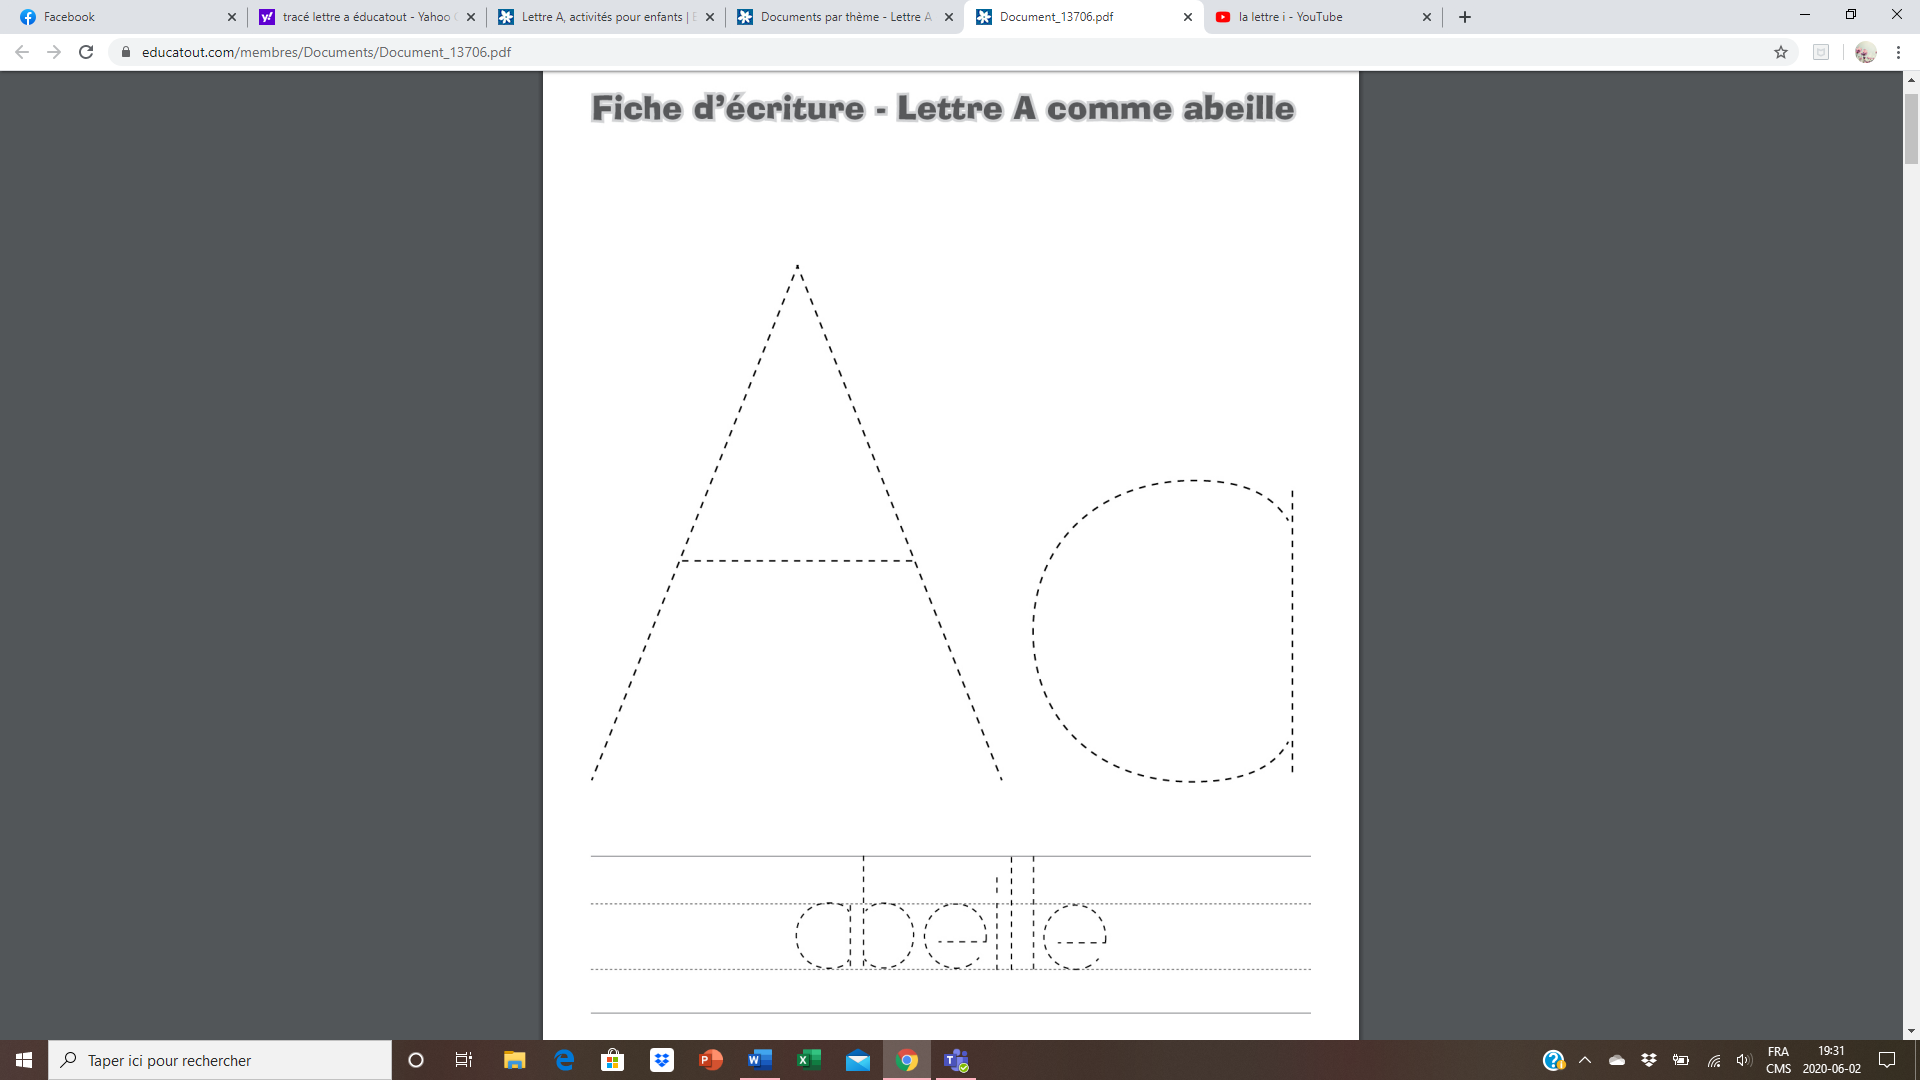 Facebook
tracé lettre a éducatout - Yahoo
Lettre A, activités pour enfants |
Documents par thème - Lettre A
Document_13706.pdf
la lettre i - YouTube
educatout.com/membres/Documents/Document_13706.pdf
Fiche d'écriture - Lettre A comme abeille
A a
abeille
Taper ici pour rechercher
FRA
CMS
19:31
2020-06-02